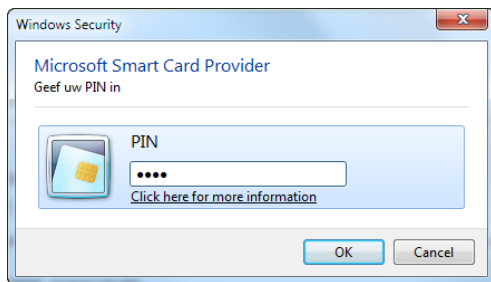 Windows Security
Microsoft Smart Card Provider
Geef uw PIN in
PIN
••••
Click here for more information
OK
Cancel